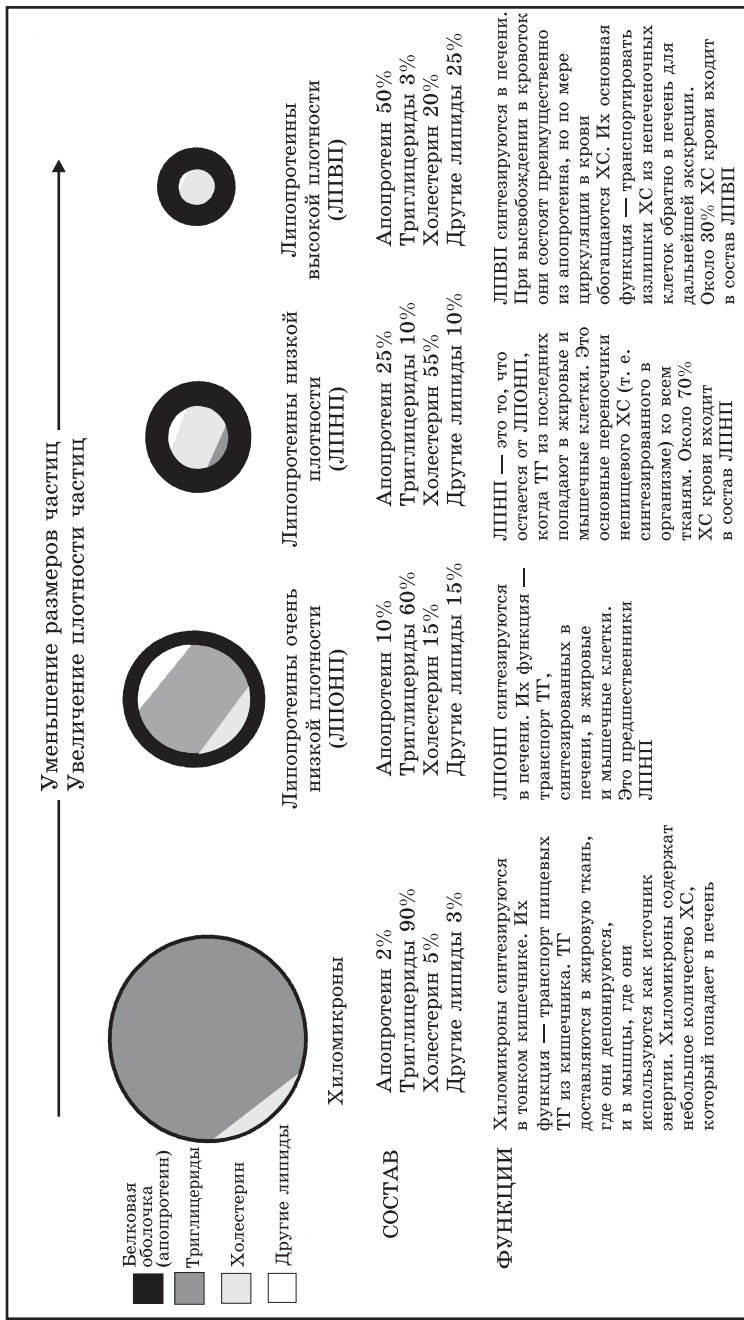 Уменьшение размеров частиц
Увеличение плотности частиц
Белковая
оболочка
(апопротеин)
Триглицериды
Холестерин
Другие липиды
Хиломикроны
Липопротеины очень
низкой плотности
(ЛПОНП)
Липопротеины низкой
плотности
(ЛПНП)
Липопротеины
высокой плотности
(ЛПВП)
СОСТАВ
Апопротеин 2%
Триглицериды 90%
Холестерин 5%
Другие липиды 3%
Апопротеин 10%
Триглицериды 60%
Холестерин 15%
Другие липиды 15%
Апопротеин 25%
Триглицериды 10%
Холестерин 55%
Другие липиды 10%
Апопротеин 50%
Триглицериды 3%
Холестерин 20%
Другие липиды 25%
ФУНКЦИИ
Хиломикроны синтезируются
в тонком кишечнике. Их
функция — транспорт пищевых
ТГ из кишечника. ТГ
доставляются в жировую ткань,
где они депонируются,
и в мышцы, где они
используются как источник
энергии. Хиломикроны содержат
небольшое количество ХС,
который попадает в печень
ЛПОНП синтезируются
в печени. Их функция —
транспорт ТГ,
синтезированных в
печени, в жировые
и мышечные клетки.
Это предшественники
ЛПНП
ЛПНП — это то, что
остается от ЛПОНП,
когда ТГ из последних
попадают в жировые и
мышечные клетки. Это
основные переносчики
непищевого ХС (т. е.
синтезированного в
организме) ко всем
тканям. Около 70%
ХС крови входит
в состав ЛПНП
ЛПВП синтезируются в печени.
При высвобождении в кровоток
они состоят преимущественно
из апопротеина, но по мере
циркуляции в крови
обогащаются ХС. Их основная
функция — транспортировать
излишки ХС из непеченочных
клеток обратно в печень для
дальнейшей экскреции.
Около 30% ХС крови входит
в состав ЛПВП